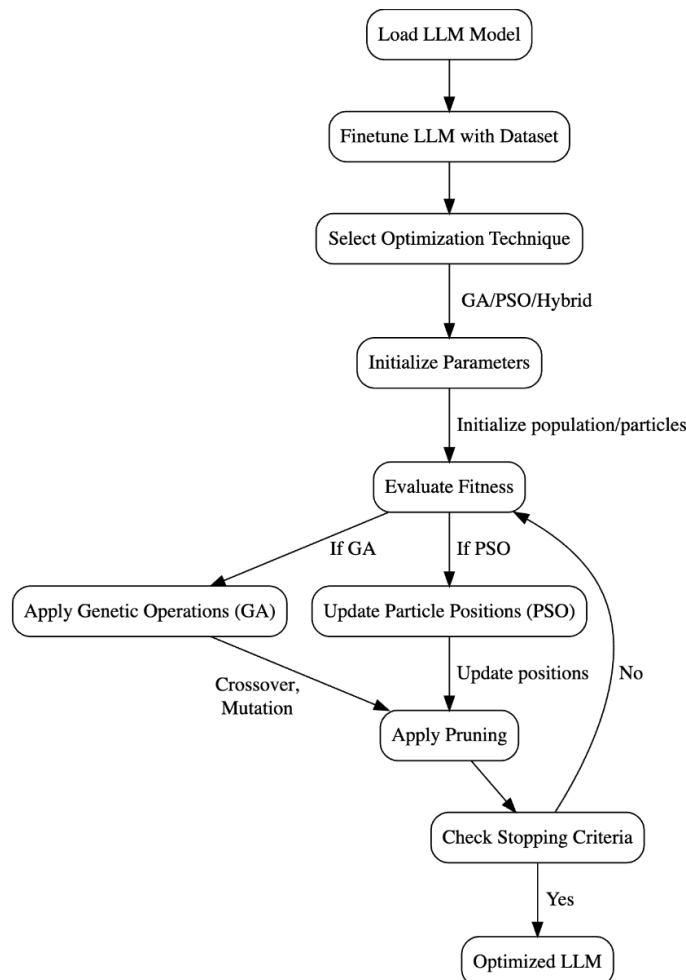 Load LLM Model
Finetune LLM with Dataset
Select Optimization Technique
GA/PSO/Hybrid
Initialize Parameters
Initialize population/particles
Evaluate Fitness
If GA
If PSO
Apply Genetic Operations (GA)
Update Particle Positions (PSO)
Crossover,
Mutation
Update positions
No
Apply Pruning
Check Stopping Criteria
Yes
Optimized LLM